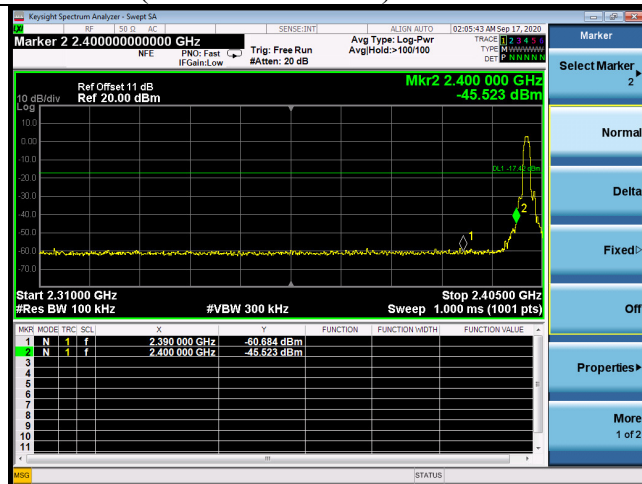 Keysight Spectrum Analyzer - Swept SA
LXI RF 50 Ω AC SENSE:INT ALIGN AUTO 02:05:43 AM Sep 17, 2020
Marker 2 2.400000000000 GHz
NFE
PNO: Fast
IFGain:Low
Trig: Free Run
#Atten: 20 dB
Avg Type: Log-Pwr
Avg|Hold:>100/100
TRACE 1 2 3 4 5 6
TYPE M W W W W W
DET P N N N N N
Mkr2 2.400 000 GHz
-45.523 dBm
Ref Offset 11 dB
10 dB/div Ref 20.00 dBm
Log
10.0
0.00
-10.0
DL1 -17.42 dBm
-20.0
-30.0
-40.0
2
-50.0
1
-60.0
-70.0
Start 2.31000 GHz Stop 2.40500 GHz
#Res BW 100 kHz #VBW 300 kHz Sweep 1.000 ms (1001 pts)
MKR MODE TRC SCL X Y FUNCTION FUNCTION WIDTH FUNCTION VALUE
1 N 1 f 2.390 000 GHz -60.684 dBm
2 N 1 f 2.400 000 GHz -45.523 dBm
3
4
5
6
7
8
9
10
11
MSG STATUS
Marker
Select Marker
2
Normal
Delta
Fixed
Off
Properties
More
1 of 2